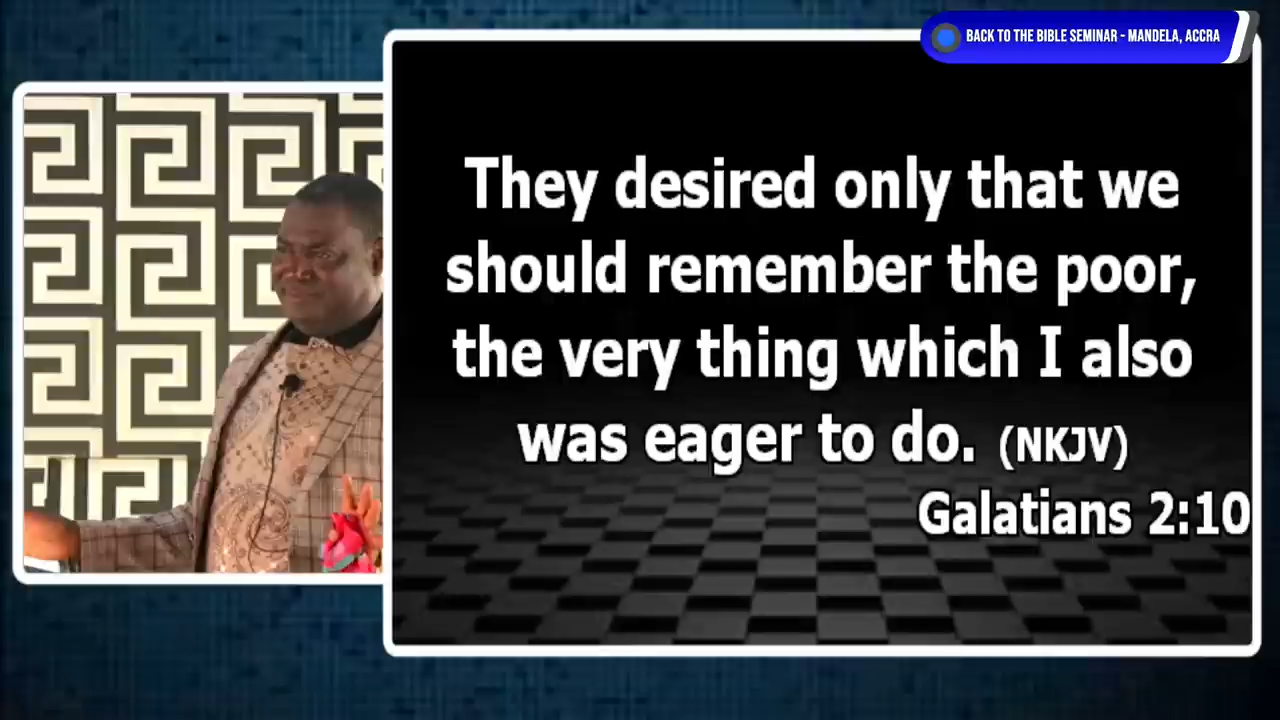 BACK TO THE BIBLE SEMINAR - MANDELA, ACCRA
They desired only that we
should remember the poor,
the very thing which I also
was eager to do. (NKJV)
Galatians 2:10